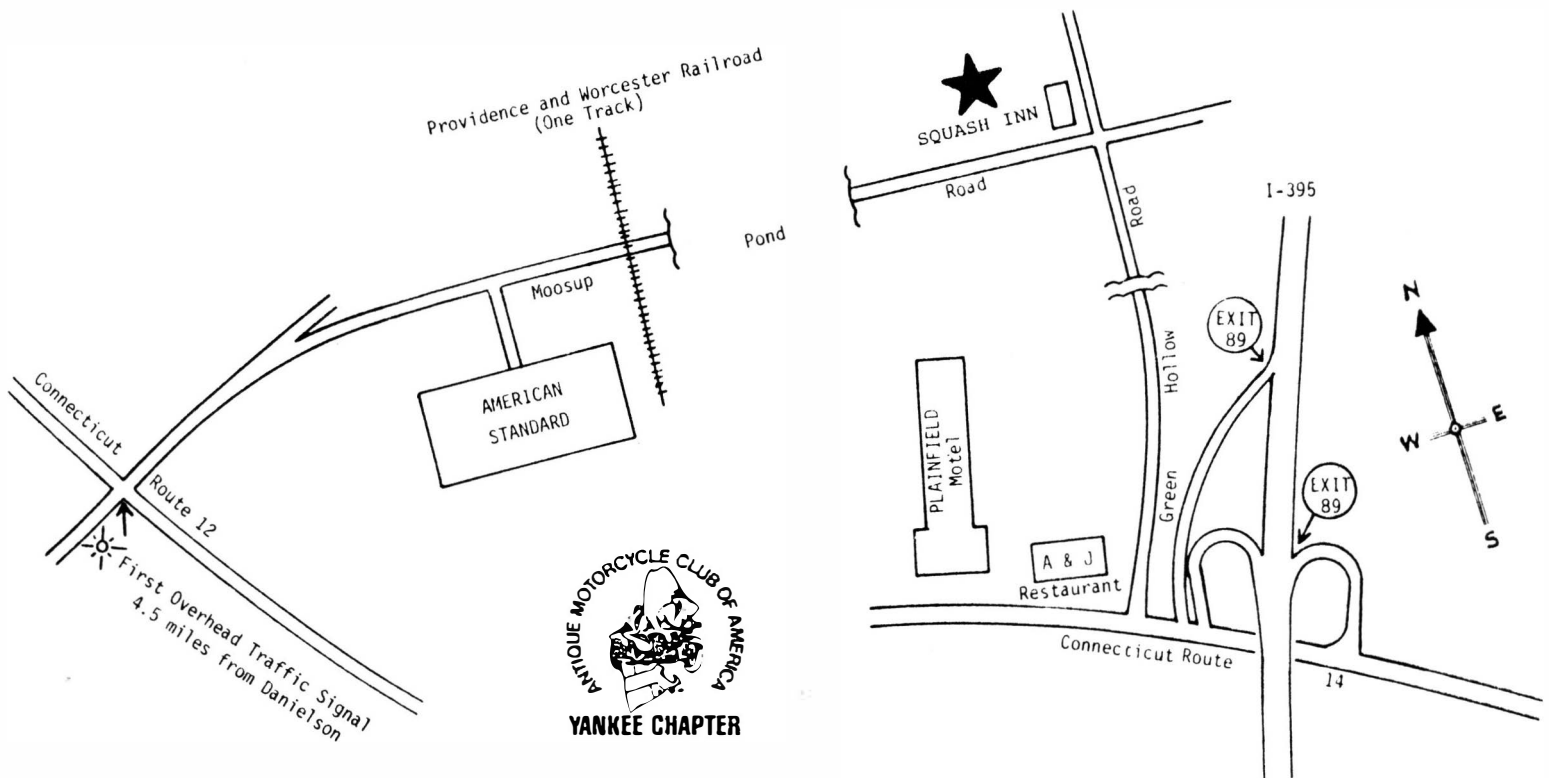 Providence and Worcester Railroad
(One Track)
Moosup
Pond
Road
AMERICAN
STANDARD
Connecticut
Route 12
First Overhead Traffic Signal
4.5 miles from Danielson
ANTIQUE MOTORCYCLE CLUB OF AMERICA
YANKEE CHAPTER
SQUASH INN
Green
Hollow
Road
I-395
EXIT
89
EXIT
89
PLAINFIELD
Motel
A & J
Restaurant
Connecticut Route
14
N
W
E
S